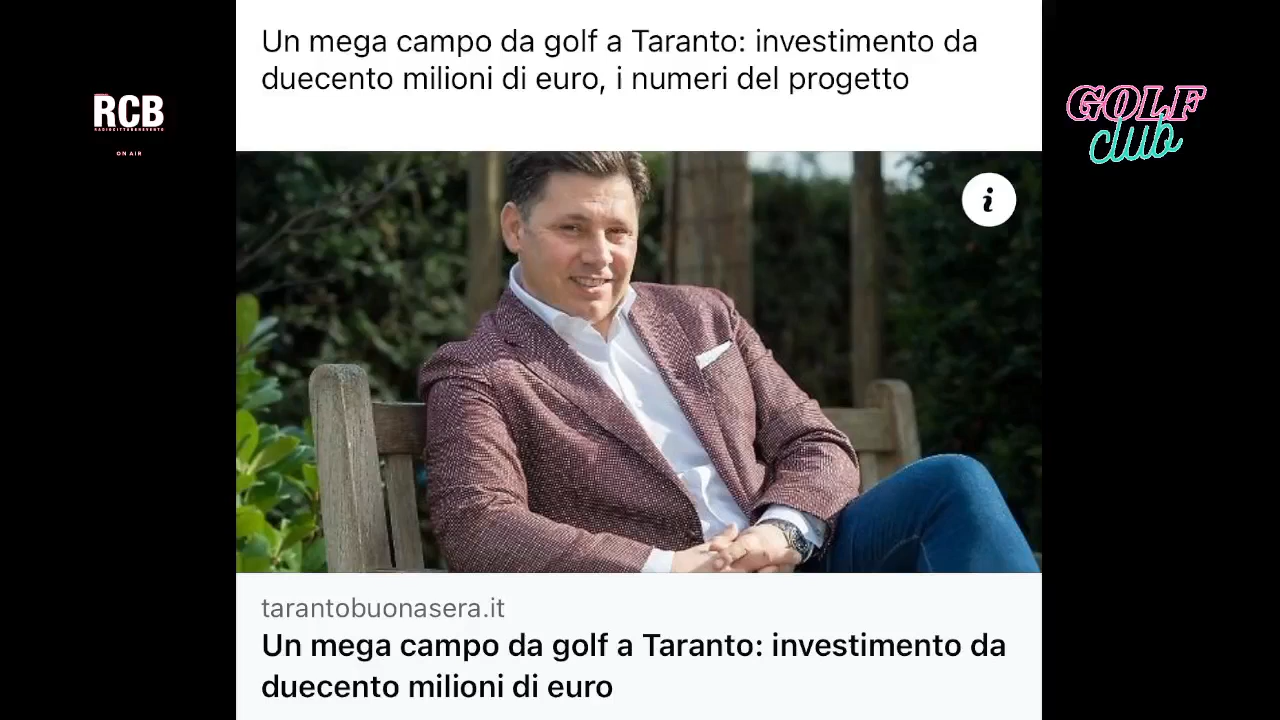 Un mega campo da golf a Taranto: investimento da
duecento milioni di euro, i numeri del progetto
RCB
RADIOCITTÀBENEVENTO
ON AIR
GOLF
club
i
tarantobuonasera.it
Un mega campo da golf a Taranto: investimento da
duecento milioni di euro